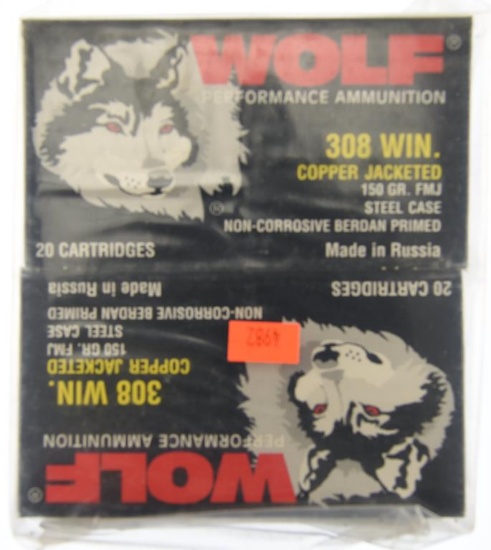 WOLF®
PERFORMANCE AMMUNITION
308 WIN.
COPPER JACKETED
150 GR. FMJ
STEEL CASE
®
NON-CORROSIVE BERDAN PRIMED
20 CARTRIDGES
Made in Russia
20 CARTRIDGES
Made in Russia
NON-CORROSIVE BERDAN PRIMED
STEEL CASE
150 GR. FMJ
4982
COPPER JACKETED
308 WIN.
PERFORMANCE AMMUNITION
WOLF®